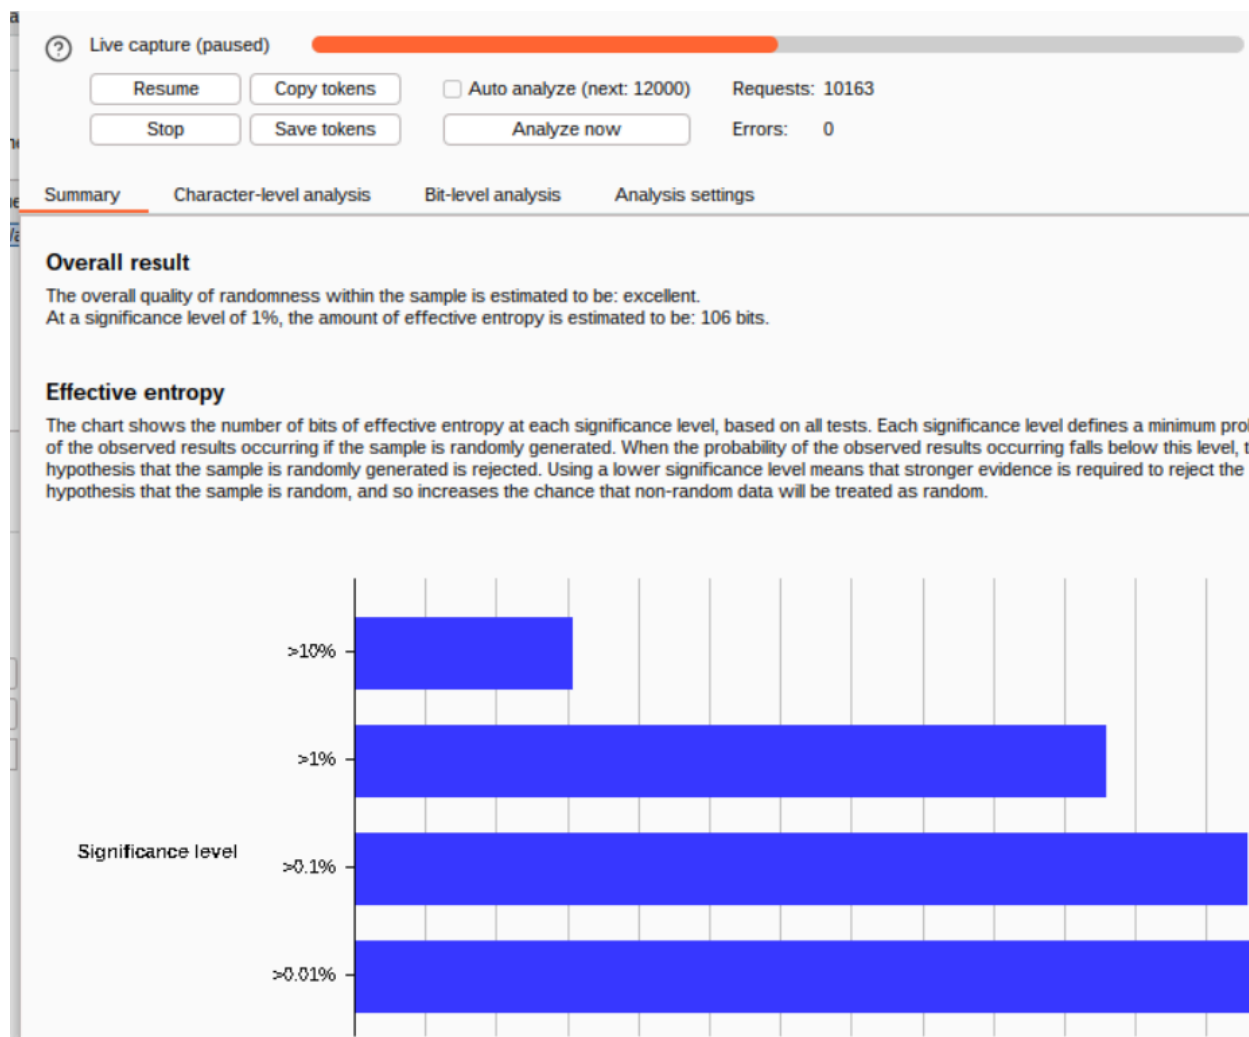 Live capture (paused)
Resume Copy tokens Auto analyze (next: 12000) Requests: 10163
Stop Save tokens Analyze now Errors: 0
Summary Character-level analysis Bit-level analysis Analysis settings
Overall result
The overall quality of randomness within the sample is estimated to be: excellent.
At a significance level of 1%, the amount of effective entropy is estimated to be: 106 bits.
Effective entropy
The chart shows the number of bits of effective entropy at each significance level, based on all tests. Each significance level defines a minimum
of the observed results occurring if the sample is randomly generated. When the probability of the observed results occurring falls below this level,
hypothesis that the sample is randomly generated is rejected. Using a lower significance level means that stronger evidence is required to reject the
hypothesis that the sample is random, and so increases the chance that non-random data will be treated as random.
>10%
>1%
Significance level
>0.1%
>0.01%